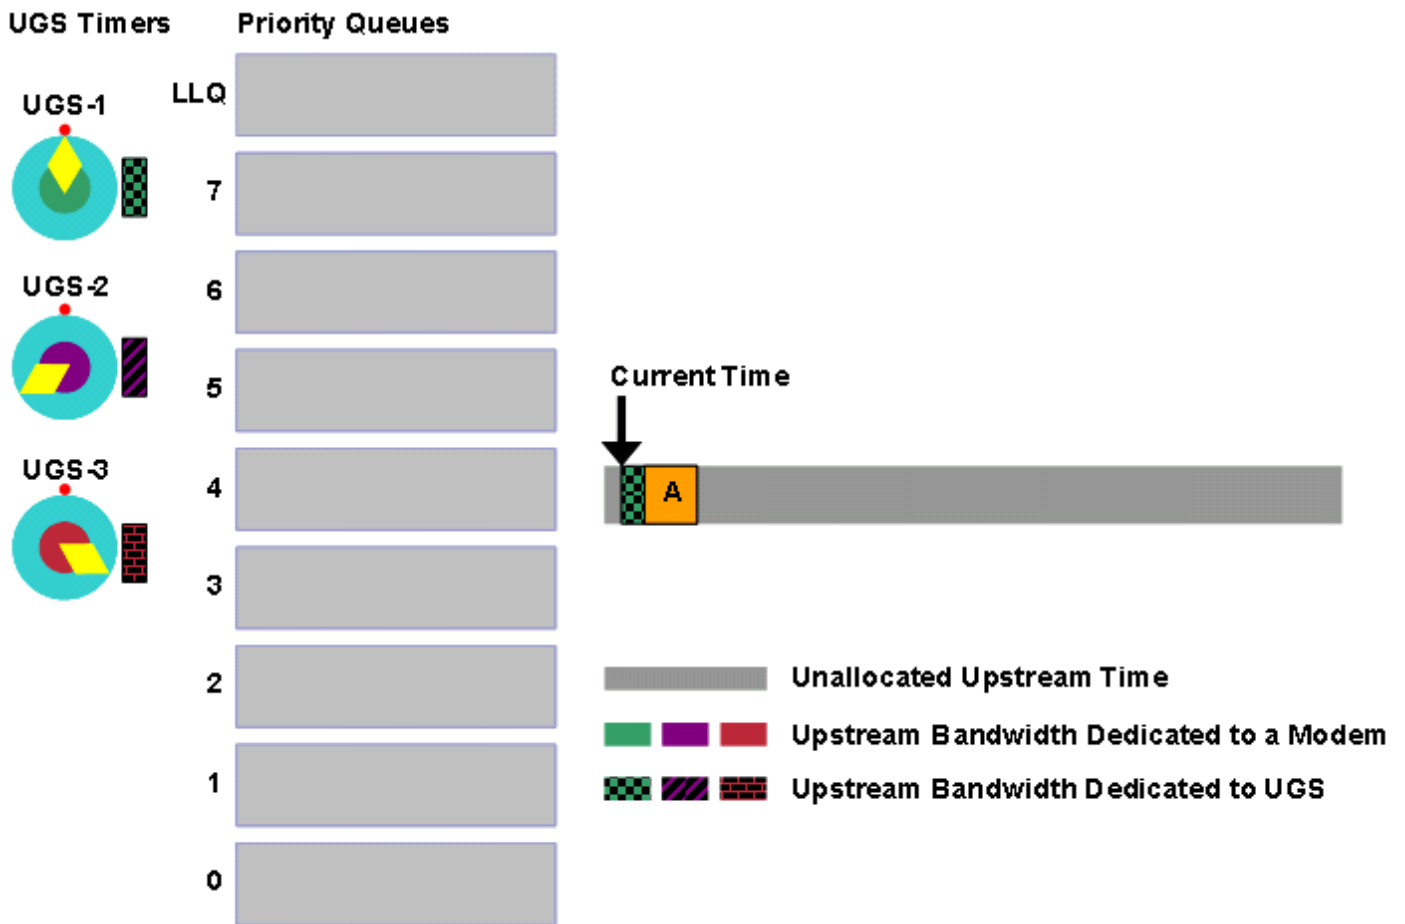 UGS Timers
Priority Queues
UGS-1
UGS-2
UGS-3
LLQ
7
6
5
4
3
2
1
0
Current Time
A
Unallocated Upstream Time
Upstream Bandwidth Dedicated to a Modem
Upstream Bandwidth Dedicated to UGS